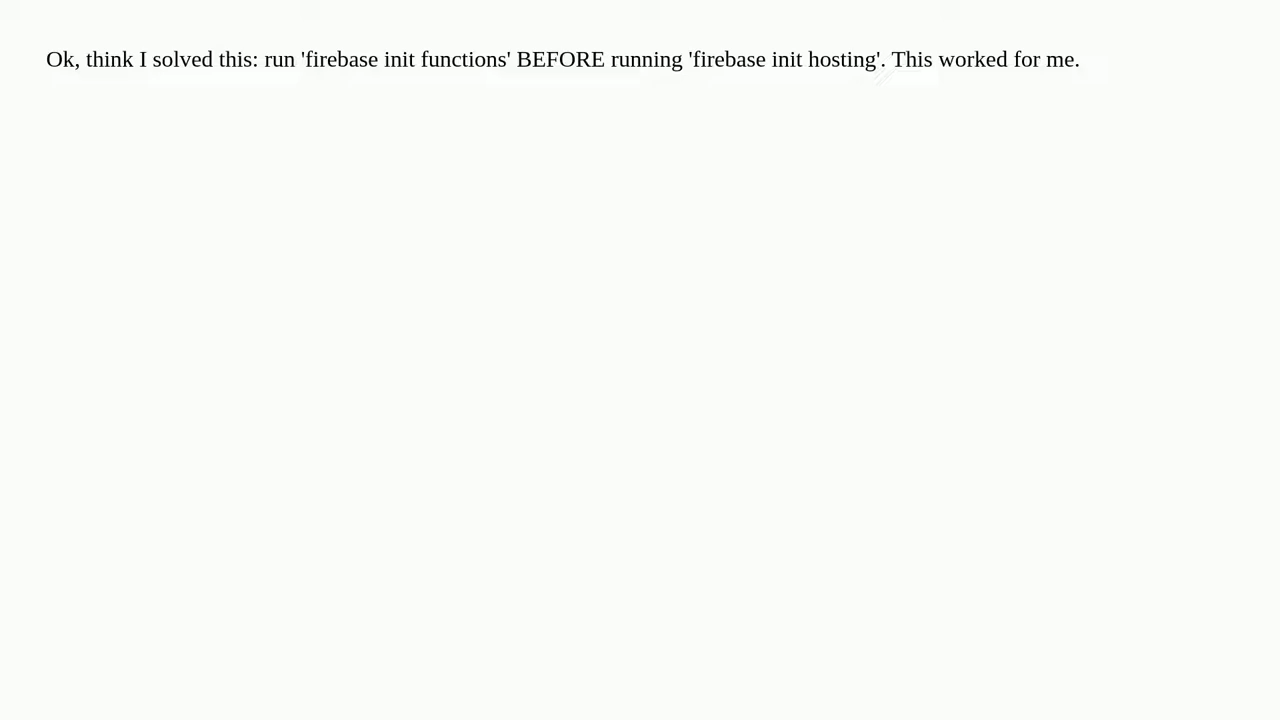 Ok, think I solved this: run 'firebase init functions' BEFORE running 'firebase init hosting'. This worked for me.